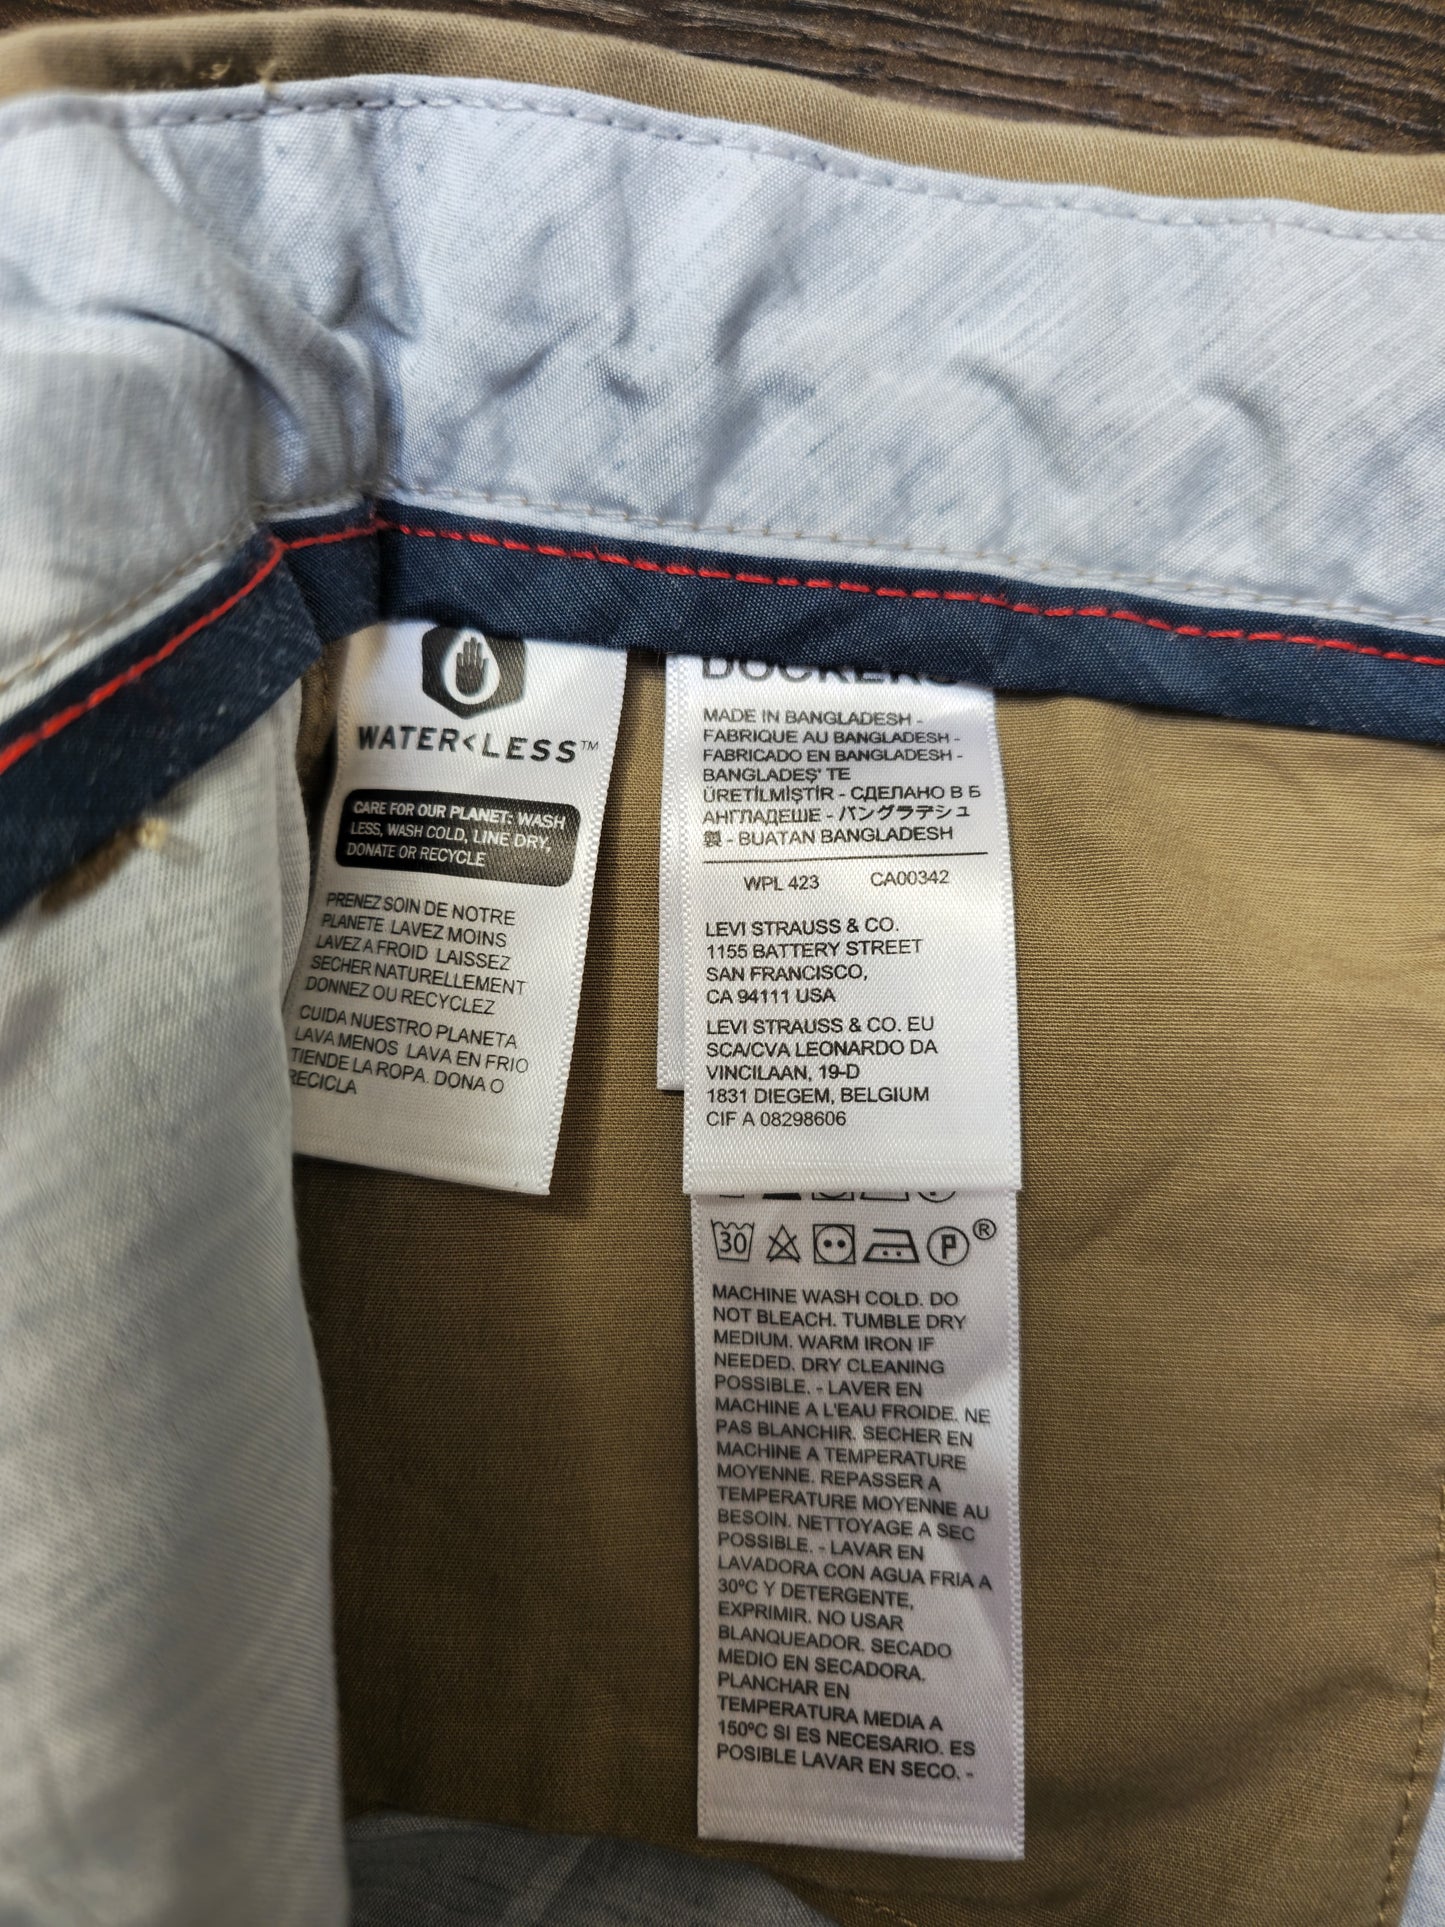 WATER<LESS™
CARE FOR OUR PLANET: WASH
LESS, WASH COLD, LINE DRY,
DONATE OR RECYCLE
PRENEZ SOIN DE NOTRE
PLANETE. LAVEZ MOINS
LAVEZ A FROID LAISSEZ
SECHER NATURELLEMENT
DONNEZ OU RECYCLEZ
CUIDA NUESTRO PLANETA
LAVA MENOS LAVA EN FRIO
TIENDE LA ROPA. DONA O
RECICLA
DOCKERS
MADE IN BANGLADESH -
FABRIQUE AU BANGLADESH -
FABRICADO EN BANGLADESH -
BANGLADEŞ' TE
ÜRETİLMİŞTİR - СДЕЛАНО В Б
АНГЛАДЕШЕ - バングラデシュ
製 - BUATAN BANGLADESH
WPL 423 CA00342
LEVI STRAUSS & CO.
1155 BATTERY STREET
SAN FRANCISCO,
CA 94111 USA
LEVI STRAUSS & CO. EU
SCA/CVA LEONARDO DA
VINCILAAN, 19-D
1831 DIEGEM, BELGIUM
CIF A 08298606
30 P ®
MACHINE WASH COLD. DO
NOT BLEACH. TUMBLE DRY
MEDIUM. WARM IRON IF
NEEDED. DRY CLEANING
POSSIBLE. - LAVER EN
MACHINE A L'EAU FROIDE. NE
PAS BLANCHIR. SECHER EN
MACHINE A TEMPERATURE
MOYENNE. REPASSER A
TEMPERATURE MOYENNE AU
BESOIN. NETTOYAGE A SEC
POSSIBLE. - LAVAR EN
LAVADORA CON AGUA FRIA A
30ºC Y DETERGENTE,
EXPRIMIR. NO USAR
BLANQUEADOR. SECADO
MEDIO EN SECADORA.
PLANCHAR EN
TEMPERATURA MEDIA A
150ºC SI ES NECESARIO. ES
POSIBLE LAVAR EN SECO. -